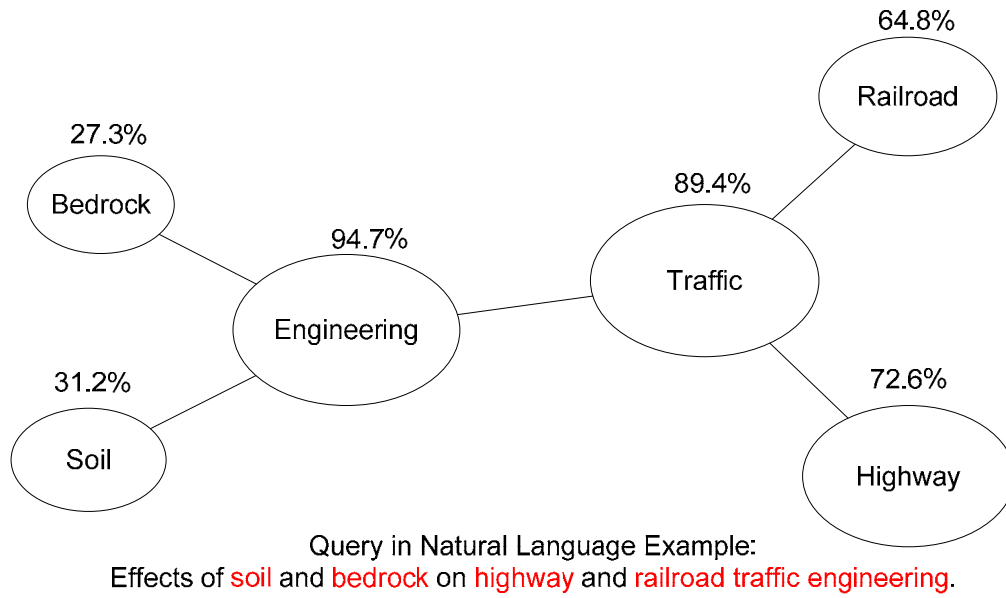 64.8%
Railroad
27.3%
Bedrock
89.4%
Traffic
94.7%
Engineering
31.2%
Soil
72.6%
Highway
Query in Natural Language Example:
Effects of soil and bedrock on highway and railroad traffic engineering.